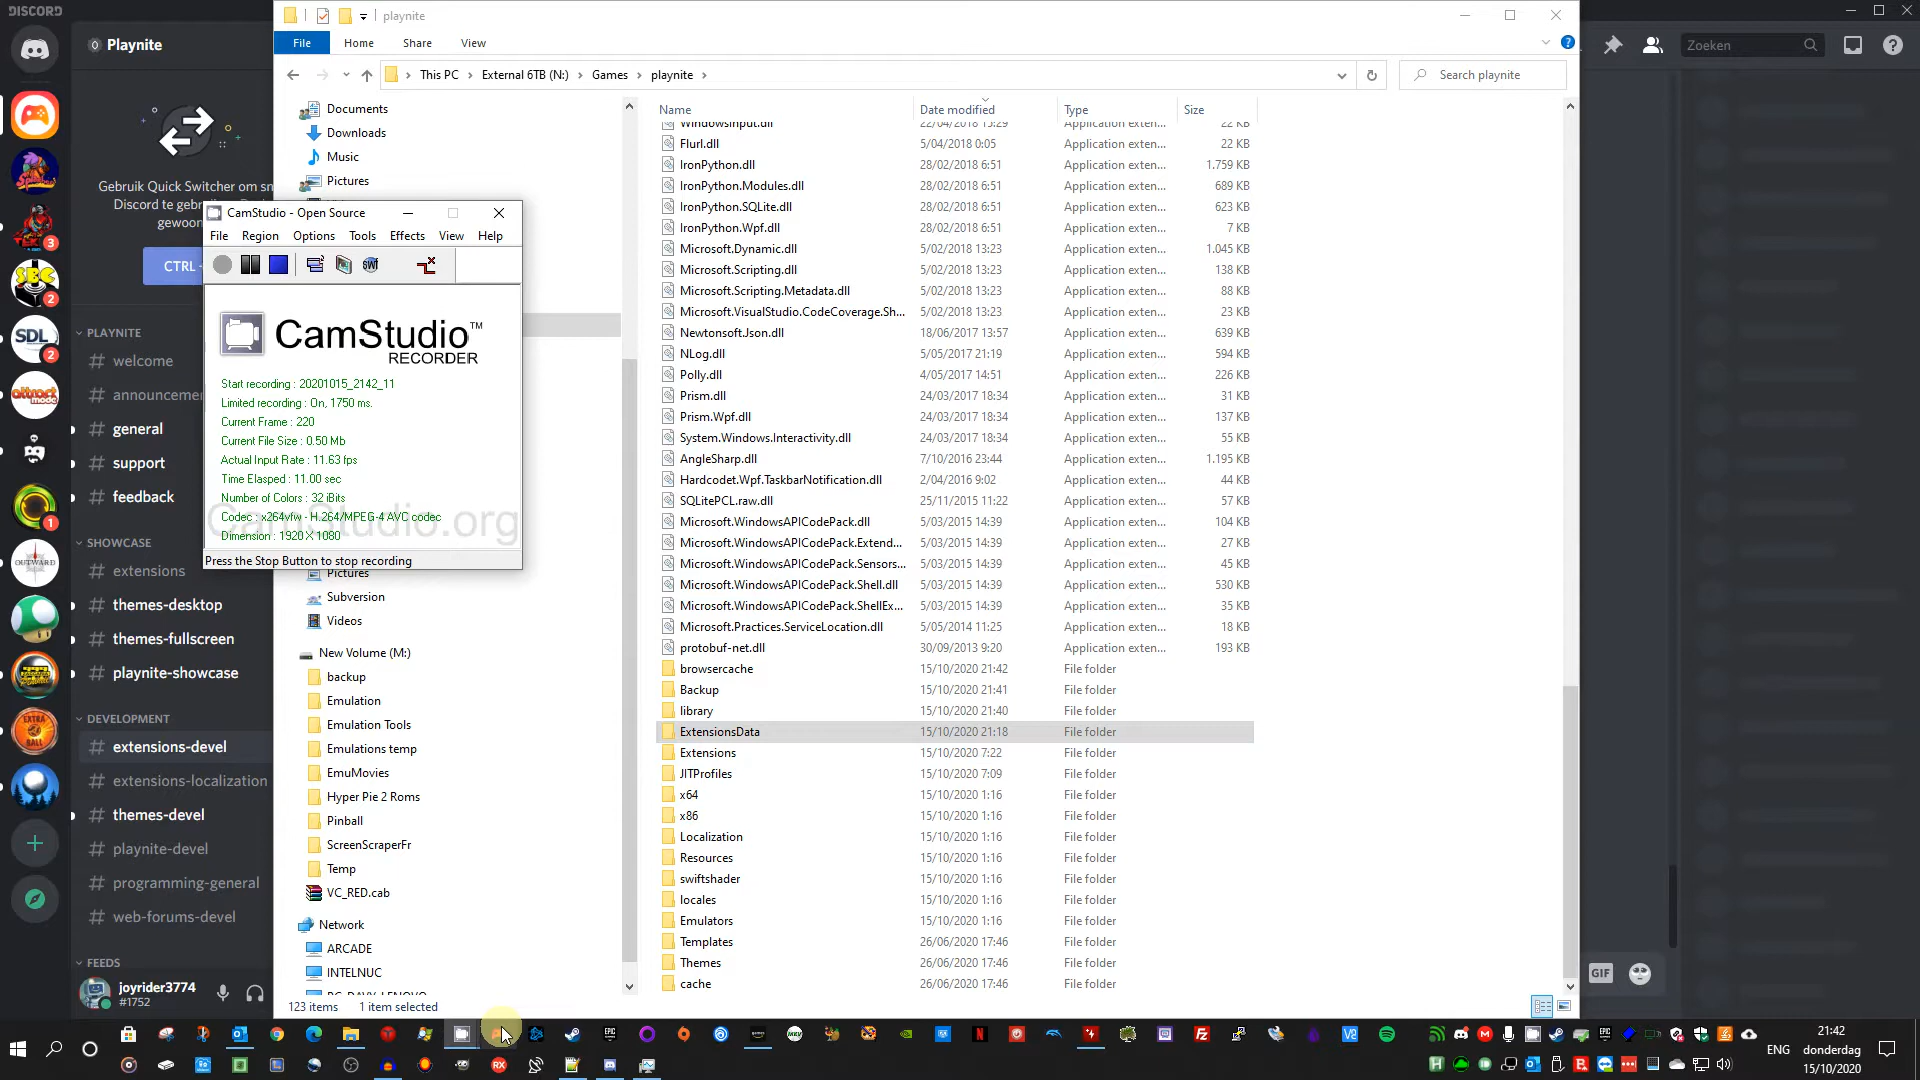 DISCORD
Playnite
Zoeken
Gebruik Quick Switcher om sn
Discord te gebr
gewoon
CTRL
PLAYNITE
welcome
announcemen
general
support
feedback
SHOWCASE
extensions
themes-desktop
themes-fullscreen
playnite-showcase
DEVELOPMENT
extensions-devel
extensions-localization
themes-devel
playnite-devel
programming-general
web-forums-devel
FEEDS
joyrider3774
#1752
3
2
SDL
2
1
OUTWARD
playnite
File Home Share View
This PC External 6TB (N:) Games playnite
Search playnite
Documents
Downloads
Music
Pictures
CamStudio - Open Source
File Region Options Tools Effects View Help
CamStudio™
RECORDER
Start recording : 20201015_2142_11
Limited recording : On, 1750 ms.
Current Frame : 220
Current File Size : 0.50 Mb
Actual Input Rate : 11.63 fps
Time Elasped : 11.00 sec
Number of Colors : 32 iBits
Codec : x264vfw - H.264/MPEG-4 AVC codec
CamStudio.org
Dimension : 1920 X 1080
Press the Stop Button to stop recording
Pictures
Subversion
Videos
New Volume (M:)
backup
Emulation
Emulation Tools
Emulations temp
EmuMovies
Hyper Pie 2 Roms
Pinball
ScreenScraperFr
Temp
VC_RED.cab
Network
ARCADE
INTELNUC
PC_DAVY_LENOVO
Name Date modified Type Size
WindowsInput.dll 22/04/2018 15:29 Application exten... 22 KB
Flurl.dll 5/04/2018 0:05 Application exten... 22 KB
IronPython.dll 28/02/2018 6:51 Application exten... 1.759 KB
IronPython.Modules.dll 28/02/2018 6:51 Application exten... 689 KB
IronPython.SQLite.dll 28/02/2018 6:51 Application exten... 623 KB
IronPython.Wpf.dll 28/02/2018 6:51 Application exten... 7 KB
Microsoft.Dynamic.dll 5/02/2018 13:23 Application exten... 1.045 KB
Microsoft.Scripting.dll 5/02/2018 13:23 Application exten... 138 KB
Microsoft.Scripting.Metadata.dll 5/02/2018 13:23 Application exten... 88 KB
Microsoft.VisualStudio.CodeCoverage.Sh... 5/02/2018 13:23 Application exten... 23 KB
Newtonsoft.Json.dll 18/06/2017 13:57 Application exten... 639 KB
NLog.dll 5/05/2017 21:19 Application exten... 594 KB
Polly.dll 4/05/2017 14:51 Application exten... 226 KB
Prism.dll 24/03/2017 18:34 Application exten... 31 KB
Prism.Wpf.dll 24/03/2017 18:34 Application exten... 137 KB
System.Windows.Interactivity.dll 24/03/2017 18:34 Application exten... 55 KB
AngleSharp.dll 7/10/2016 23:44 Application exten... 1.195 KB
Hardcodet.Wpf.TaskbarNotification.dll 2/04/2016 9:02 Application exten... 44 KB
SQLitePCL.raw.dll 25/11/2015 11:22 Application exten... 57 KB
Microsoft.WindowsAPICodePack.dll 5/03/2015 14:39 Application exten... 104 KB
Microsoft.WindowsAPICodePack.Extend... 5/03/2015 14:39 Application exten... 27 KB
Microsoft.WindowsAPICodePack.Sensors... 5/03/2015 14:39 Application exten... 45 KB
Microsoft.WindowsAPICodePack.Shell.dll 5/03/2015 14:39 Application exten... 530 KB
Microsoft.WindowsAPICodePack.ShellEx... 5/03/2015 14:39 Application exten... 35 KB
Microsoft.Practices.ServiceLocation.dll 5/05/2014 11:25 Application exten... 18 KB
protobuf-net.dll 30/09/2013 9:20 Application exten... 193 KB
browsercache 15/10/2020 21:42 File folder
Backup 15/10/2020 21:41 File folder
library 15/10/2020 21:40 File folder
ExtensionsData 15/10/2020 21:18 File folder
Extensions 15/10/2020 7:22 File folder
JITProfiles 15/10/2020 7:09 File folder
x64 15/10/2020 1:16 File folder
x86 15/10/2020 1:16 File folder
Localization 15/10/2020 1:16 File folder
Resources 15/10/2020 1:16 File folder
swiftshader 15/10/2020 1:16 File folder
locales 15/10/2020 1:16 File folder
Emulators 15/10/2020 1:16 File folder
Templates 26/06/2020 17:46 File folder
Themes 26/06/2020 17:46 File folder
cache 26/06/2020 17:46 File folder
123 items 1 item selected
GIF
ENG
21:42
donderdag
15/10/2020